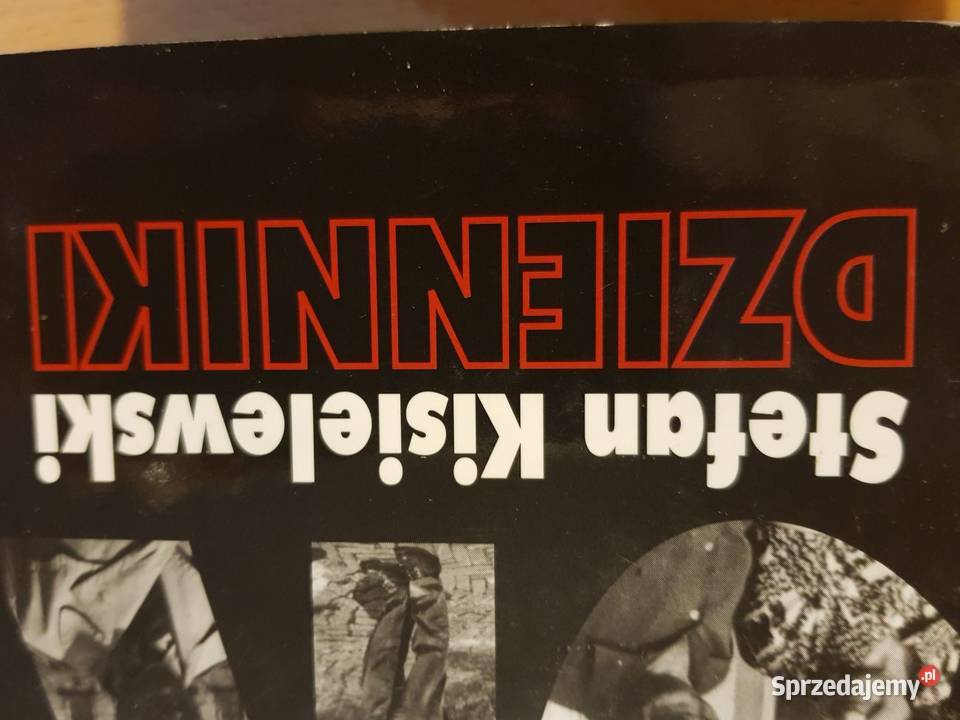 Stefan Kisielewski
DZIENNIKI
Sprzedajemy.pl